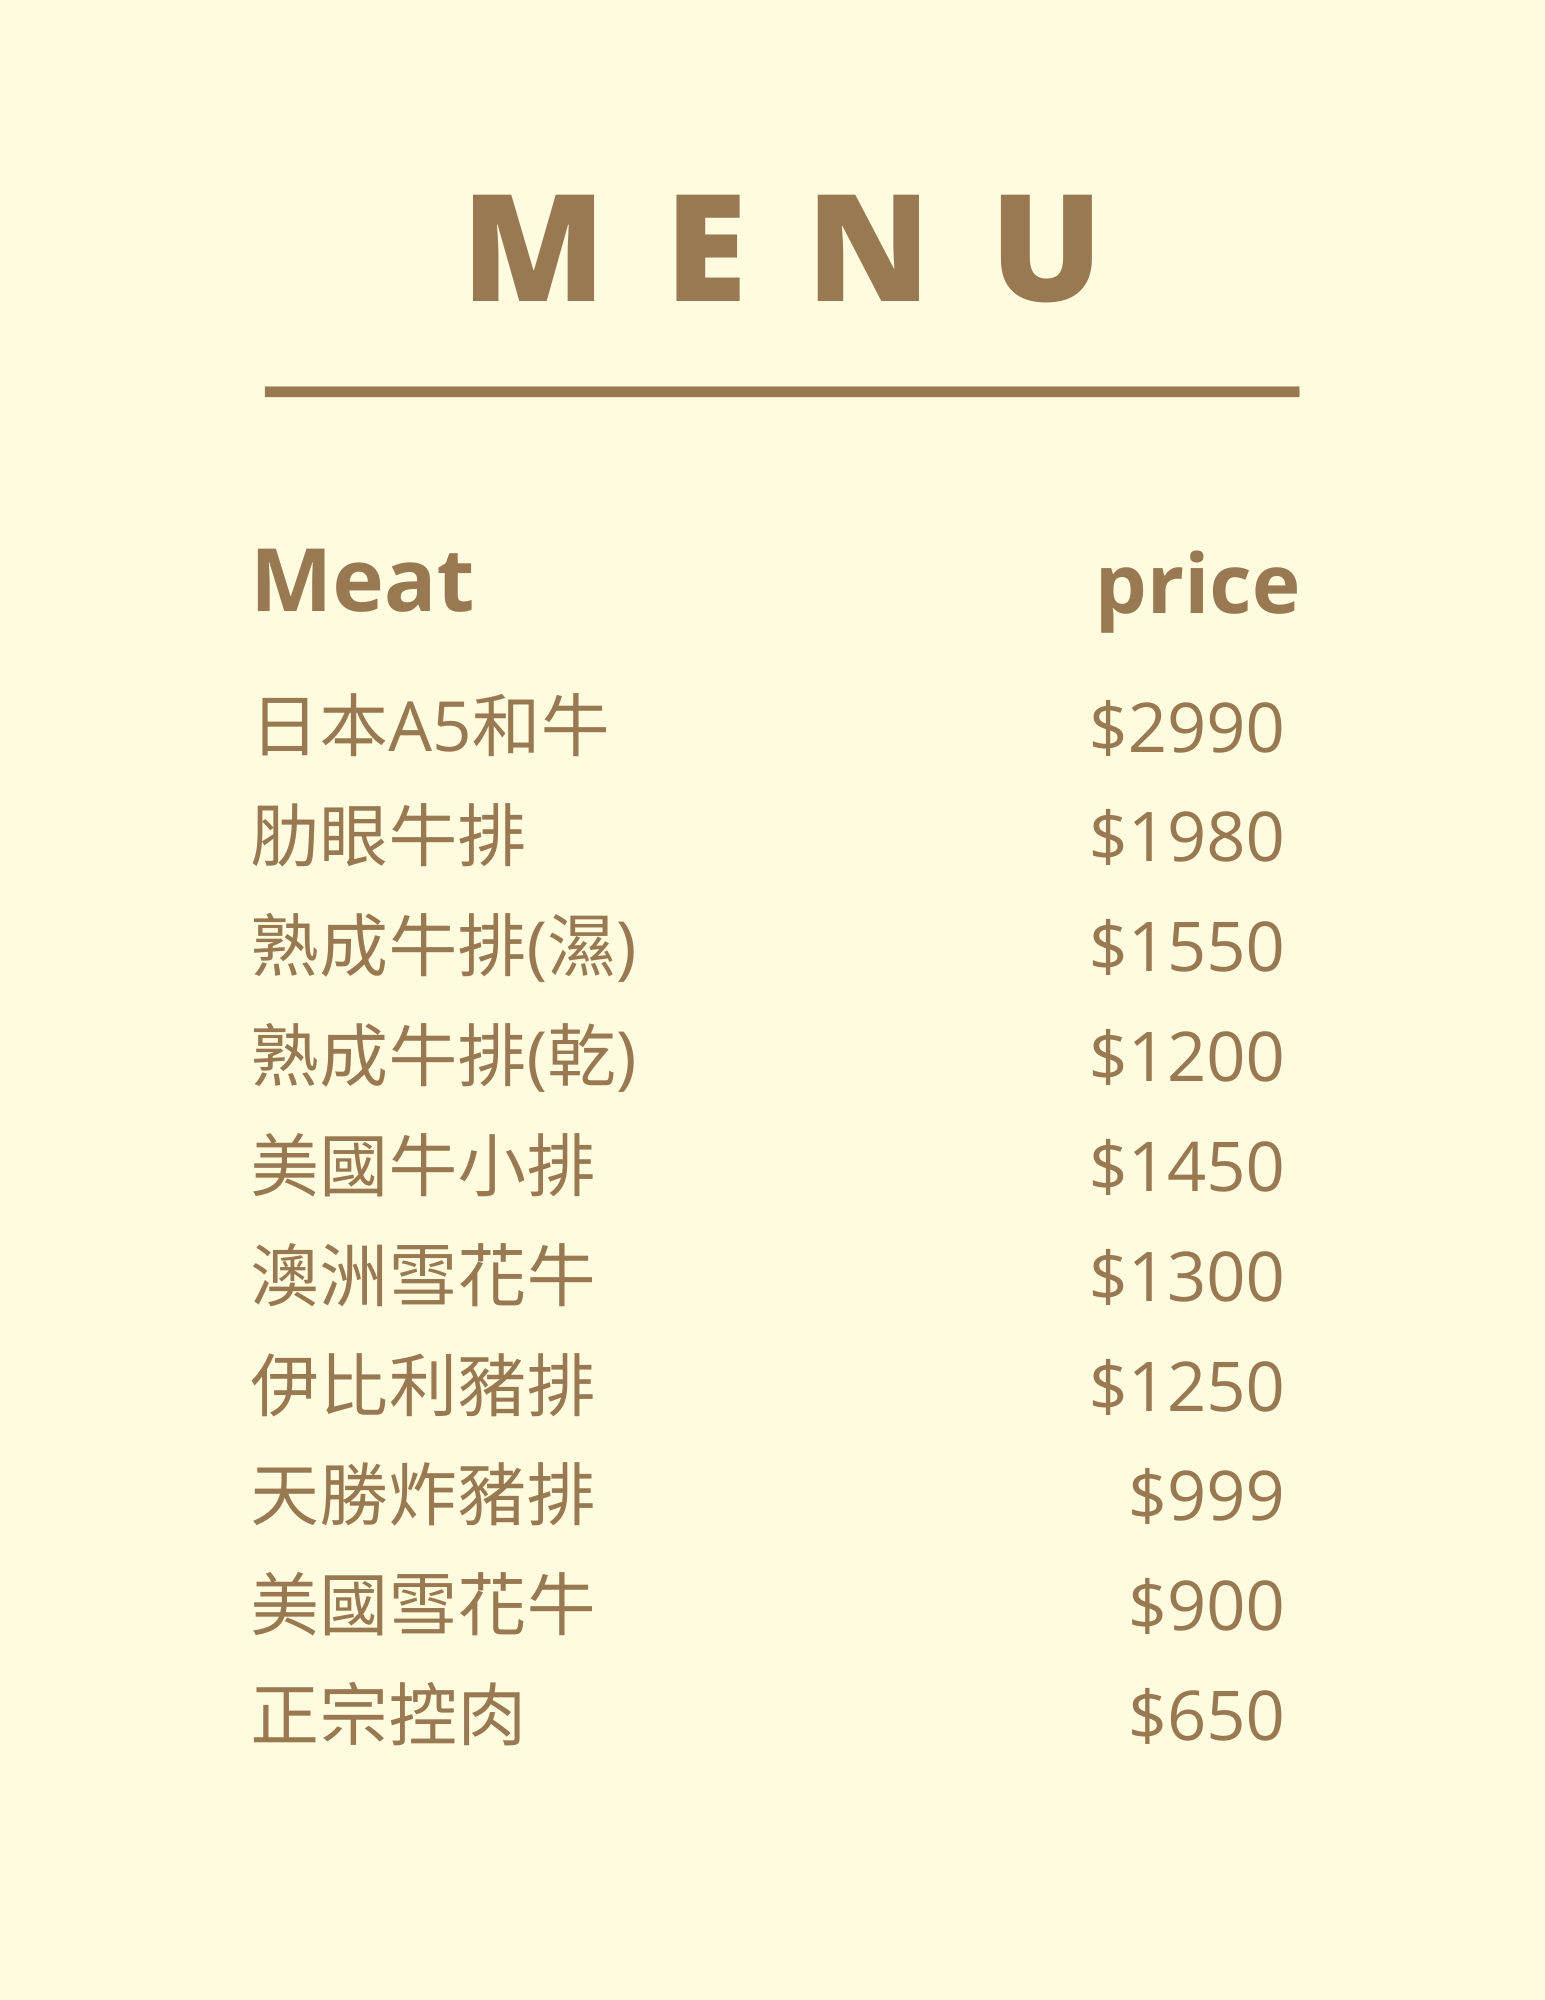 MENU
Meat price
日本A5和牛 $2990
肋眼牛排 $1980
熟成牛排(濕) $1550
熟成牛排(乾) $1200
美國牛小排 $1450
澳洲雪花牛 $1300
伊比利豬排 $1250
天勝炸豬排 $999
美國雪花牛 $900
正宗控肉 $650